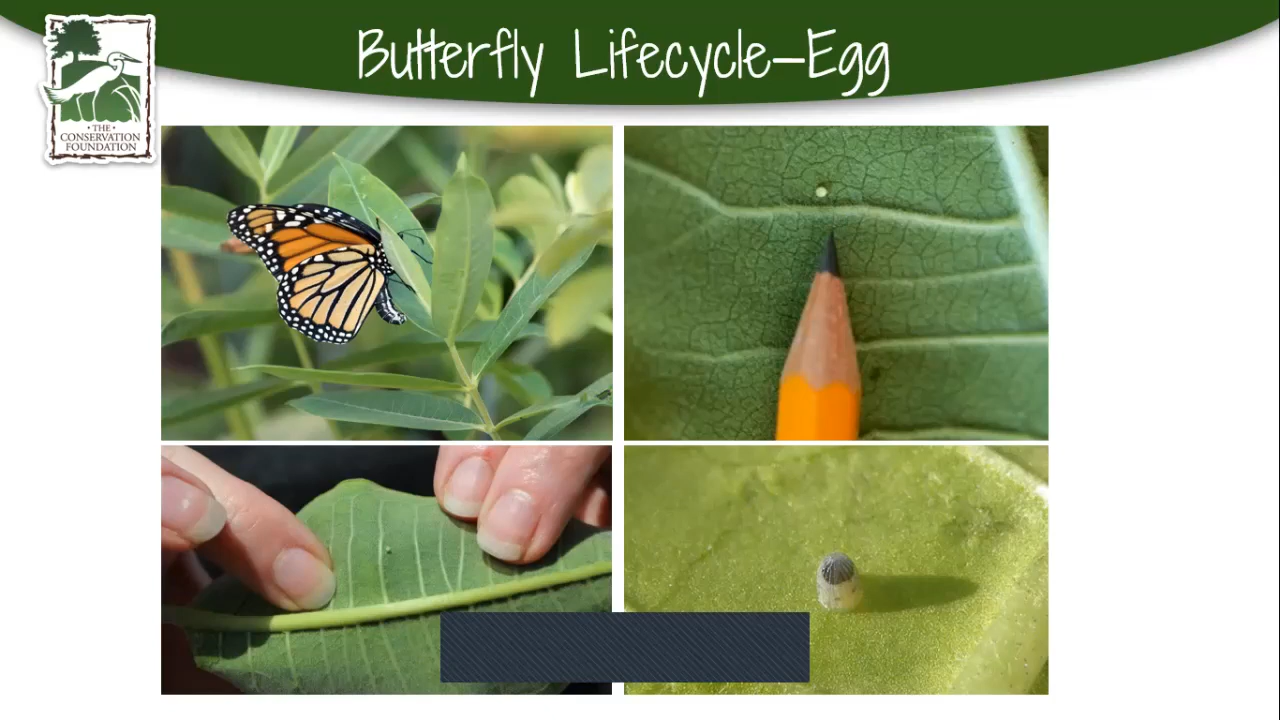 Butterfly Lifecycle–Egg
• THE •
CONSERVATION
FOUNDATION